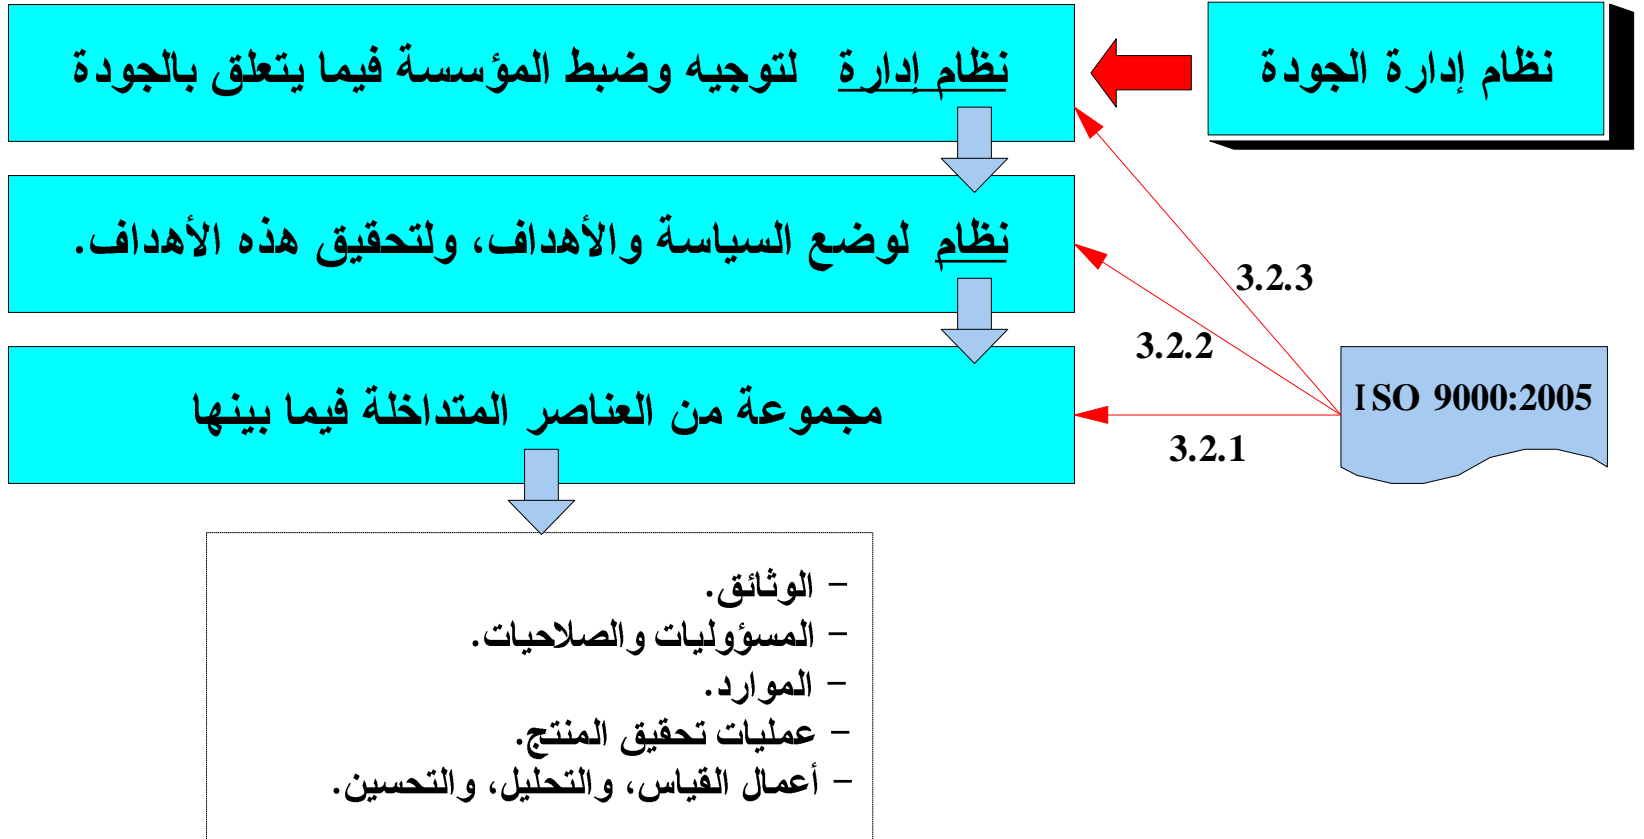 نظام إدارة الجودة
نظام إدارة لتوجيه وضبط المؤسسة فيما يتعلق بالجودة
نظام لوضع السياسة والأهداف، ولتحقيق هذه الأهداف.
3.2.3
3.2.2
مجموعة من العناصر المتداخلة فيما بينها
ISO 9000:2005
3.2.1
- الوثائق.
- المسؤوليات والصلاحيات.
- الموارد.
- عمليات تحقيق المنتج.
- أعمال القياس، والتحليل، والتحسين.